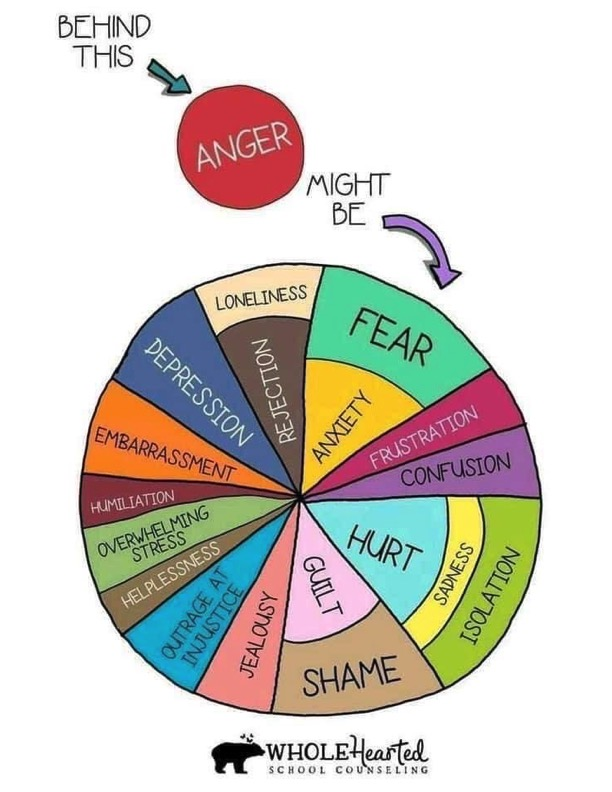 BEHIND
THIS
ANGER
MIGHT
BE
LONELINESS
REJECTION
FEAR
ANXIETY
FRUSTRATION
CONFUSION
HURT
SADNESS
ISOLATION
GUILT
SHAME
JEALOUSY
OUTRAGE AT
INJUSTICE
HELPLESSNESS
OVERWHELMING
STRESS
HUMILIATION
EMBARRASSMENT
DEPRESSION
WHOLEHearted
SCHOOL COUNSELING